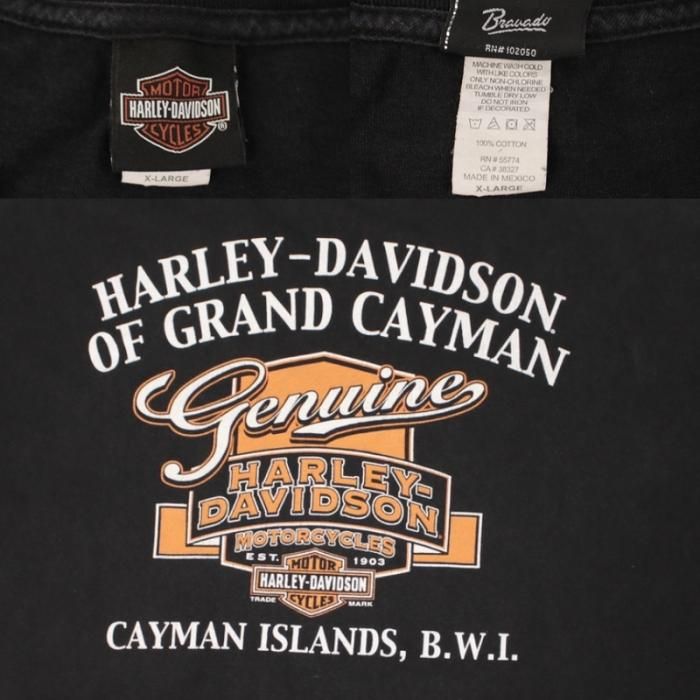 MOTOR
HARLEY-DAVIDSON
CYCLES
®
X-LARGE
Bravado
RN# 102050
MACHINE WASH COLD
WITH LIKE COLORS
ONLY NON-CHLORINE
BLEACH WHEN NEEDED
TUMBLE DRY LOW
DO NOT IRON
IF DECORATED
100% COTTON
RN # 55774
CA # 38327
MADE IN MEXICO
X-LARGE
HARLEY-DAVIDSON
OF GRAND CAYMAN
Genuine
HARLEY-
DAVIDSON
MOTORCYCLES
EST. 1903
MOTOR
HARLEY-DAVIDSON
CYCLES
TRADE MARK
CAYMAN ISLANDS, B.W.I.